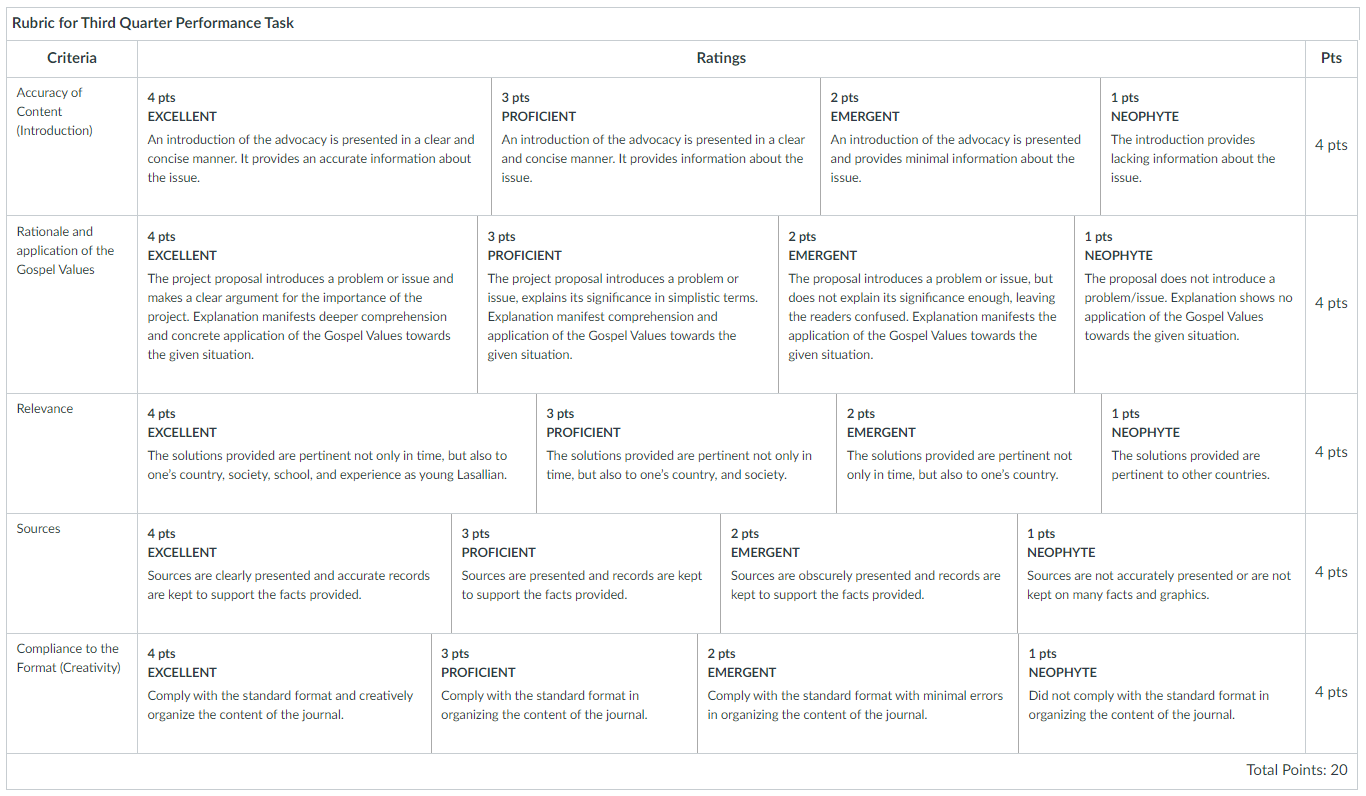 Rubric for Third Quarter Performance Task
Criteria
Ratings
Pts
Accuracy of
Content
(Introduction)
4 pts
EXCELLENT
An introduction of the advocacy is presented in a clear and
concise manner. It provides an accurate information about
the issue.
3 pts
PROFICIENT
An introduction of the advocacy is presented in a clear
and concise manner. It provides information about the
issue.
2 pts
EMERGENT
An introduction of the advocacy is presented
and provides minimal information about the
issue.
1 pts
NEOPHYTE
The introduction provides
lacking information about the
issue.
4 pts
Rationale and
application of the
Gospel Values
4 pts
EXCELLENT
The project proposal introduces a problem or issue and
makes a clear argument for the importance of the
project. Explanation manifests deeper comprehension
and concrete application of the Gospel Values towards
the given situation.
3 pts
PROFICIENT
The project proposal introduces a problem or
issue, explains its significance in simplistic terms.
Explanation manifest comprehension and
application of the Gospel Values towards the
given situation.
2 pts
EMERGENT
The proposal introduces a problem or issue, but
does not explain its significance enough, leaving
the readers confused. Explanation manifests the
application of the Gospel Values towards the
given situation.
1 pts
NEOPHYTE
The proposal does not introduce a
problem/issue. Explanation shows no
application of the Gospel Values
towards the given situation.
4 pts
Relevance
4 pts
EXCELLENT
The solutions provided are pertinent not only in time, but also to
one's country, society, school, and experience as young Lasallian.
3 pts
PROFICIENT
The solutions provided are pertinent not only in
time, but also to one's country, and society.
2 pts
EMERGENT
The solutions provided are pertinent not
only in time, but also to one's country.
1 pts
NEOPHYTE
The solutions provided are
pertinent to other countries.
4 pts
Sources
4 pts
EXCELLENT
Sources are clearly presented and accurate records
are kept to support the facts provided.
3 pts
PROFICIENT
Sources are presented and records are kept
to support the facts provided.
2 pts
EMERGENT
Sources are obscurely presented and records are
kept to support the facts provided.
1 pts
NEOPHYTE
Sources are not accurately presented or are not
kept on many facts and graphics.
4 pts
Compliance to the
Format (Creativity)
4 pts
EXCELLENT
Comply with the standard format and creatively
organize the content of the journal.
3 pts
PROFICIENT
Comply with the standard format in
organizing the content of the journal.
2 pts
EMERGENT
Comply with the standard format with minimal errors
in organizing the content of the journal.
1 pts
NEOPHYTE
Did not comply with the standard format in
organizing the content of the journal.
4 pts
Total Points: 20